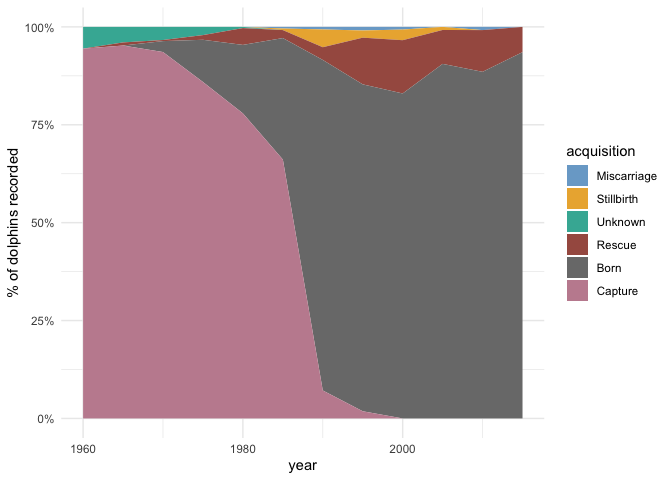 100%
75%
50%
25%
0%
% of dolphins recorded
1960
1980
2000
year
acquisition
Miscarriage
Stillbirth
Unknown
Rescue
Born
Capture